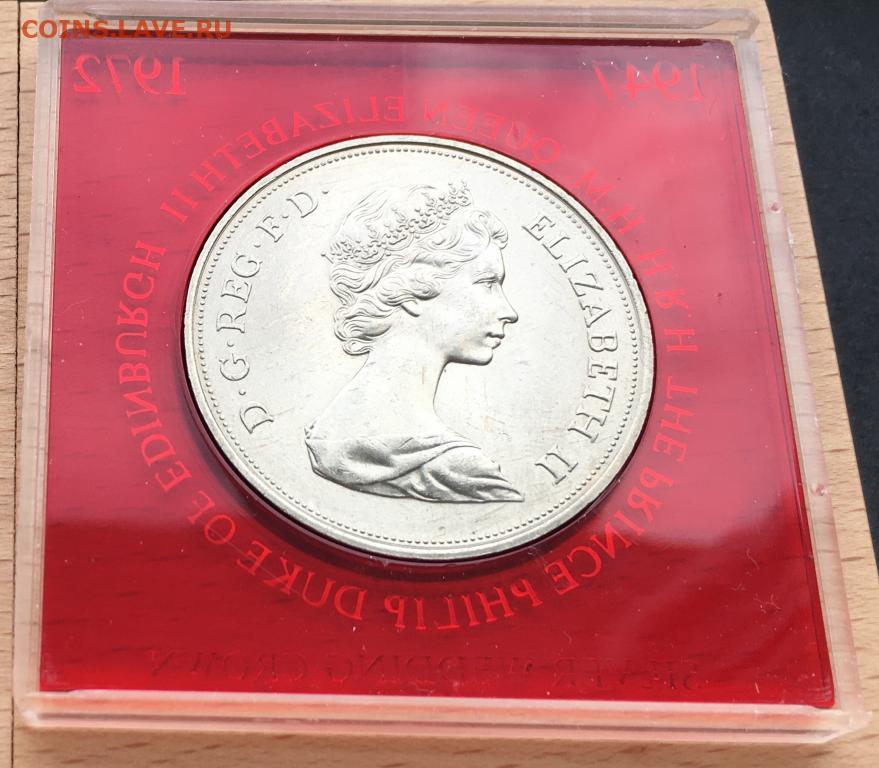 COINS.LAVE.RU
1947 1972
H.M. QUEEN ELIZABETH II
H.R.H. THE PRINCE PHILIP DUKE OF EDINBURGH
D·G·REG·F·D·
ELIZABETH II
SILVER WEDDING CROWN